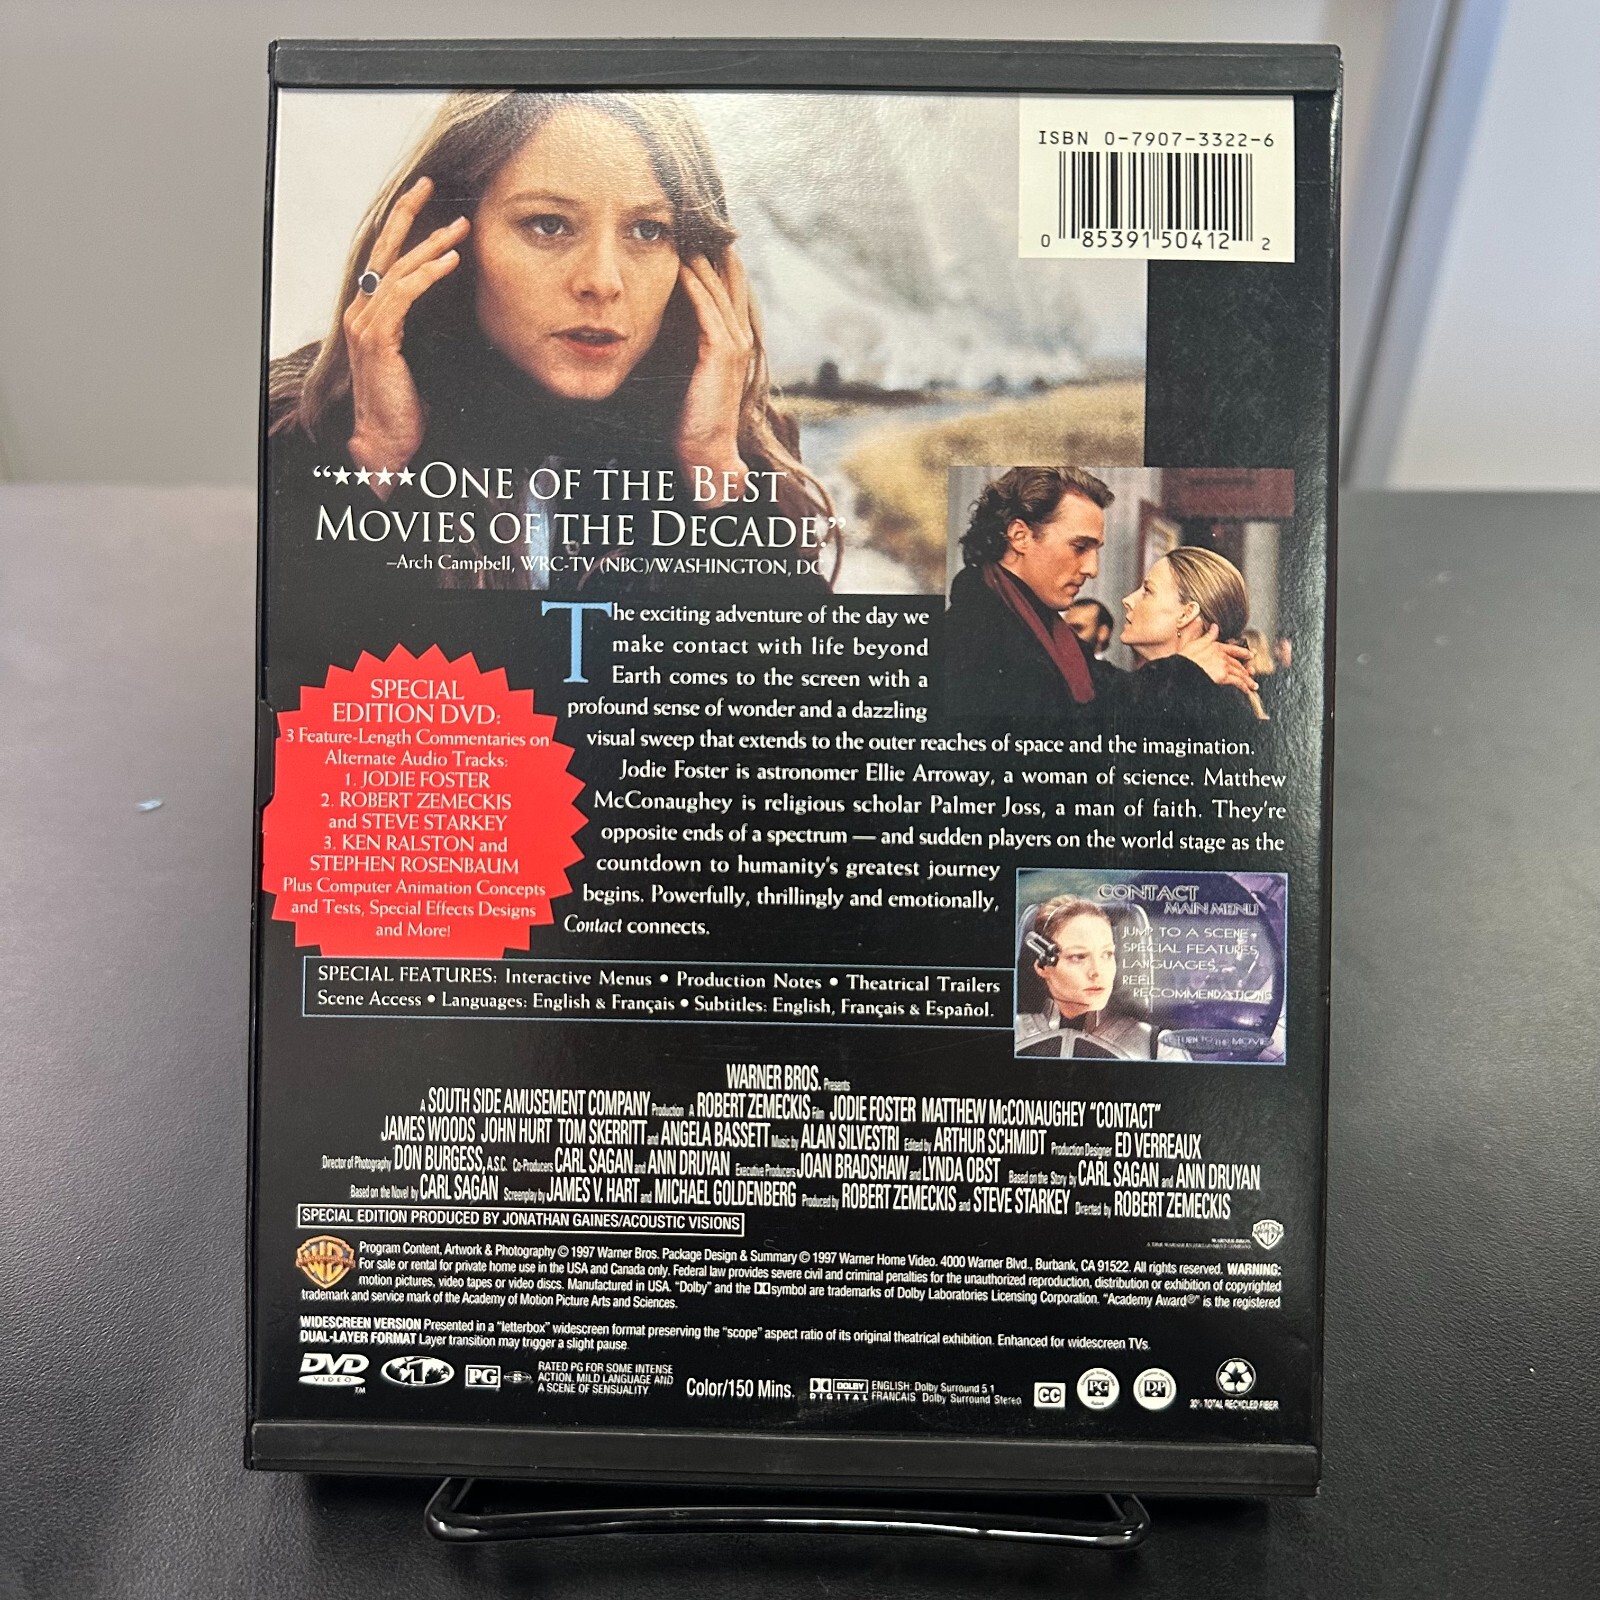 ISBN 0-7907-3322-6
0 85391 50412 2
“★★★★ONE OF THE BEST
MOVIES OF THE DECADE.”
–Arch Campbell, WRC-TV (NBC)/WASHINGTON, DC
The exciting adventure of the day we
make contact with life beyond
Earth comes to the screen with a
profound sense of wonder and a dazzling
visual sweep that extends to the outer reaches of space and the imagination.
Jodie Foster is astronomer Ellie Arroway, a woman of science. Matthew
McConaughey is religious scholar Palmer Joss, a man of faith. They're
opposite ends of a spectrum — and sudden players on the world stage as the
countdown to humanity's greatest journey
begins. Powerfully, thrillingly and emotionally,
Contact connects.
SPECIAL
EDITION DVD:
3 Feature-Length Commentaries on
Alternate Audio Tracks:
1. JODIE FOSTER
2. ROBERT ZEMECKIS
and STEVE STARKEY
3. KEN RALSTON and
STEPHEN ROSENBAUM
Plus Computer Animation Concepts
and Tests, Special Effects Designs
and More!
CONTACT
MAIN MENU
JUMP TO A SCENE
SPECIAL FEATURES
LANGUAGES
REEL
RECOMMENDATIONS
RETURN TO THE MOVIE
SPECIAL FEATURES: Interactive Menus • Production Notes • Theatrical Trailers
Scene Access • Languages: English & Français • Subtitles: English, Français & Español.
WARNER BROS. Presents
A SOUTH SIDE AMUSEMENT COMPANY Production A ROBERT ZEMECKIS Film JODIE FOSTER MATTHEW McCONAUGHEY “CONTACT”
JAMES WOODS JOHN HURT TOM SKERRITT and ANGELA BASSETT Music by ALAN SILVESTRI Edited by ARTHUR SCHMIDT Production Designer ED VERREAUX
Director of Photography DON BURGESS, A.S.C. Co-Producers CARL SAGAN and ANN DRUYAN Executive Producers JOAN BRADSHAW and LYNDA OBST Based on the Story by CARL SAGAN and ANN DRUYAN
Based on the Novel by CARL SAGAN Screenplay by JAMES V. HART and MICHAEL GOLDENBERG Produced by ROBERT ZEMECKIS and STEVE STARKEY Directed by ROBERT ZEMECKIS
SPECIAL EDITION PRODUCED BY JONATHAN GAINES/ACOUSTIC VISIONS
WARNER BROS.
A TIME WARNER ENTERTAINMENT COMPANY
Program Content, Artwork & Photography © 1997 Warner Bros. Package Design & Summary © 1997 Warner Home Video. 4000 Warner Blvd., Burbank, CA 91522. All rights reserved. WARNING:
For sale or rental for private home use in the USA and Canada only. Federal law provides severe civil and criminal penalties for the unauthorized reproduction, distribution or exhibition of copyrighted
motion pictures, video tapes or video discs. Manufactured in USA. “Dolby” and the DD symbol are trademarks of Dolby Laboratories Licensing Corporation. “Academy Award®” is the registered
trademark and service mark of the Academy of Motion Picture Arts and Sciences.
WIDESCREEN VERSION Presented in a “letterbox” widescreen format preserving the “scope” aspect ratio of its original theatrical exhibition. Enhanced for widescreen TVs.
DUAL-LAYER FORMAT Layer transition may trigger a slight pause.
DVD VIDEO TM
1
PG
RATED PG FOR SOME INTENSE
ACTION, MILD LANGUAGE AND
A SCENE OF SENSUALITY
Color/150 Mins.
DOLBY DIGITAL
ENGLISH: Dolby Surround 5.1
FRANCAIS: Dolby Surround Stereo
CC
PG
DP
30% TOTAL RECYCLED FIBER